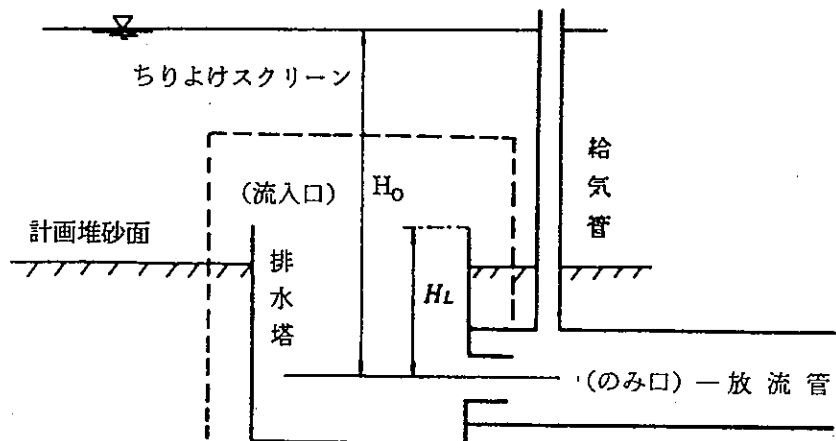 ちりよけスクリーン
(流入口)
H₀
給気管
計画堆砂面
排水塔
HL
(のみ口)－放流管